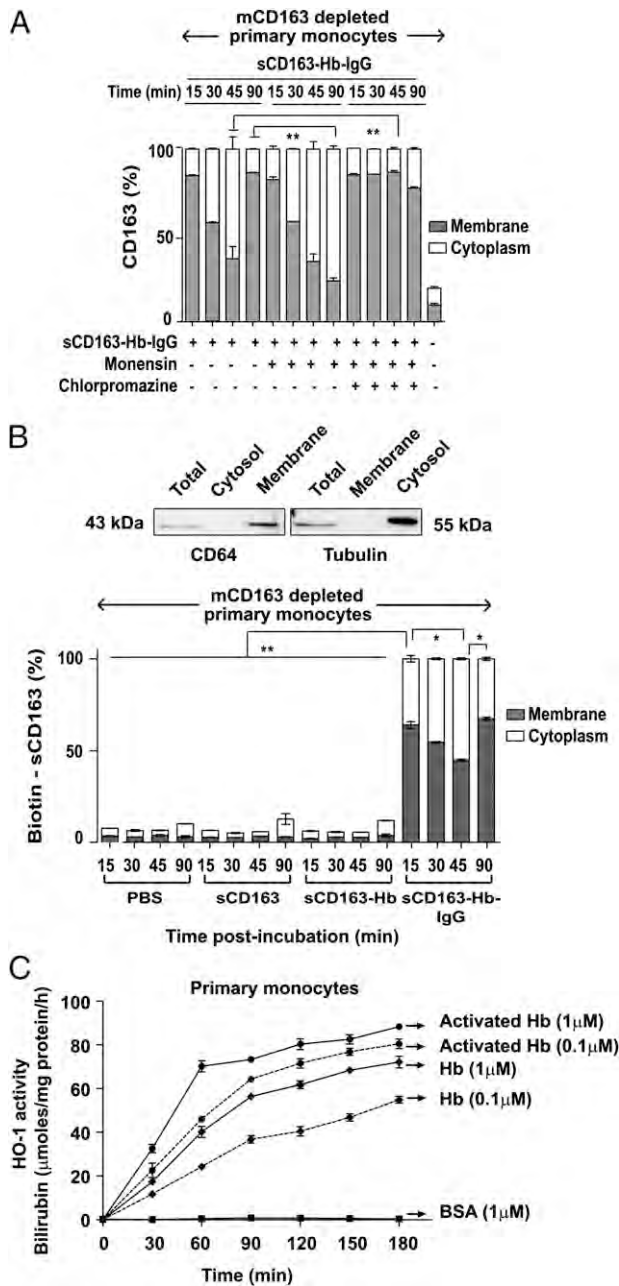 A
mCD163 depleted
primary monocytes
sCD163-Hb-IgG
Time (min) 15 30 45 90 15 30 45 90 15 30 45 90
** **
100
50
0
CD163 (%)
Membrane
Cytoplasm
sCD163-Hb-IgG + + + + + + + + + + + + -
Monensin - - - - + + + + + + + + -
Chlorpromazine - - - - - - - - + + + + -
B
Total Cytosol Membrane Total Membrane Cytosol
43 kDa 55 kDa
CD64 Tubulin
mCD163 depleted
primary monocytes
** * *
100
50
0
Biotin - sCD163 (%)
Membrane
Cytoplasm
15 30 45 90 15 30 45 90 15 30 45 90 15 30 45 90
PBS sCD163 sCD163-Hb sCD163-Hb-
IgG
Time post-incubation (min)
C
Primary monocytes
100
80
60
40
20
0
HO-1 activity
Bilirubin (μmoles/mg protein/h)
Activated Hb (1μM)
Activated Hb (0.1μM)
Hb (1μM)
Hb (0.1μM)
BSA (1μM)
0 30 60 90 120 150 180
Time (min)